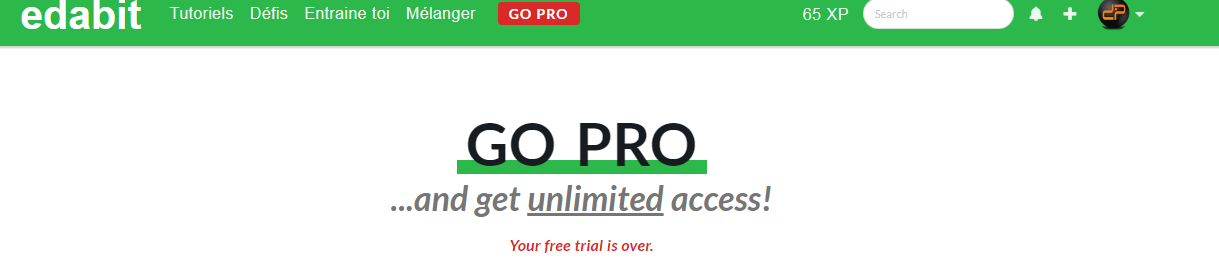 edabit Tutoriels Défis Entraine toi Mélanger GO PRO 65 XP Search
GO PRO
...and get unlimited access!
Your free trial is over.